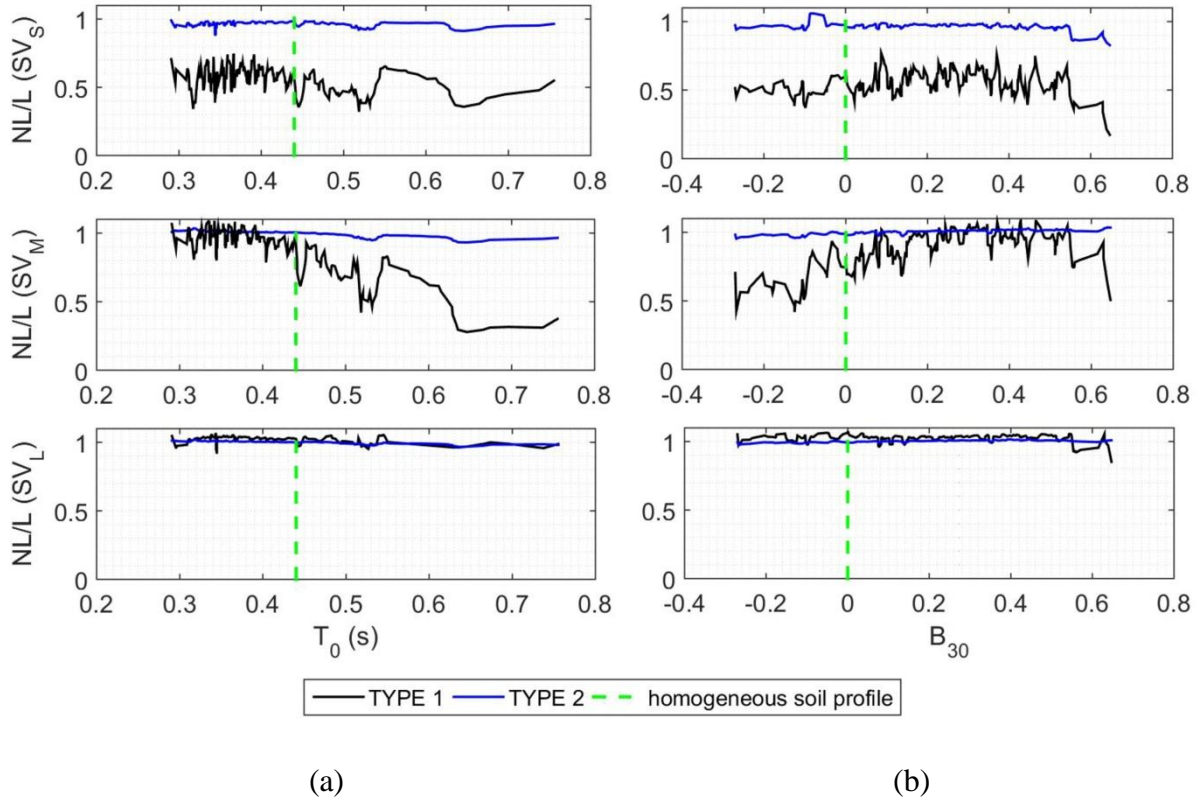 NL/L (SV_S)
1
0.5
0
0.2 0.3 0.4 0.5 0.6 0.7 0.8
1
0.5
0
-0.4 -0.2 0 0.2 0.4 0.6 0.8
NL/L (SV_M)
1
0.5
0
0.2 0.3 0.4 0.5 0.6 0.7 0.8
1
0.5
0
-0.4 -0.2 0 0.2 0.4 0.6 0.8
NL/L (SV_L)
1
0.5
0
0.2 0.3 0.4 0.5 0.6 0.7 0.8
T_0 (s)
1
0.5
0
-0.4 -0.2 0 0.2 0.4 0.6 0.8
B_30
TYPE 1 TYPE 2 homogeneous soil profile
(a) (b)